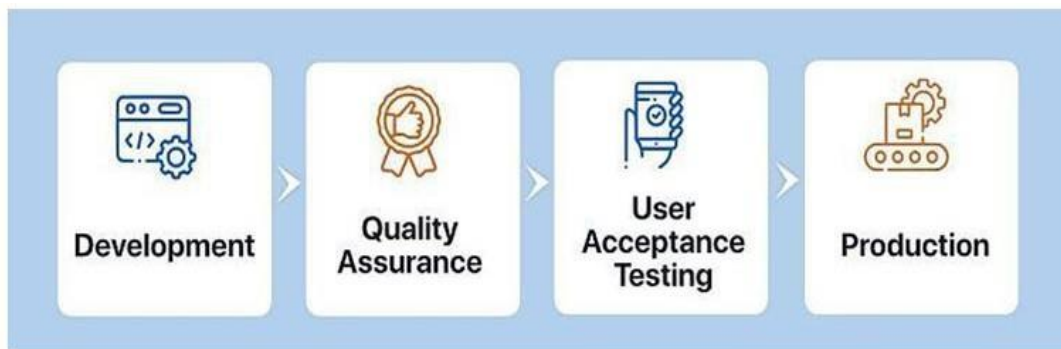 Development
Quality
Assurance
User
Acceptance
Testing
Production